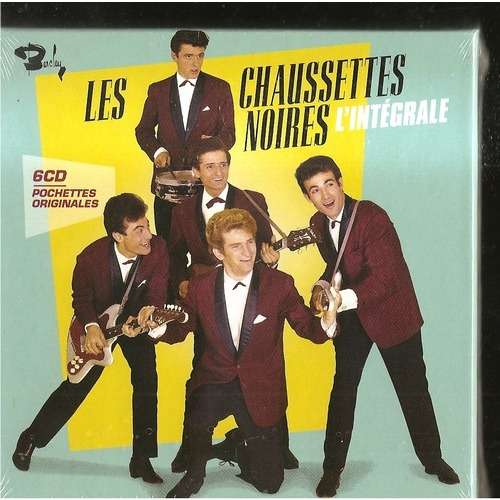 Barclay
LES CHAUSSETTES
NOIRES L'INTÉGRALE
6CD
POCHETTES
ORIGINALES